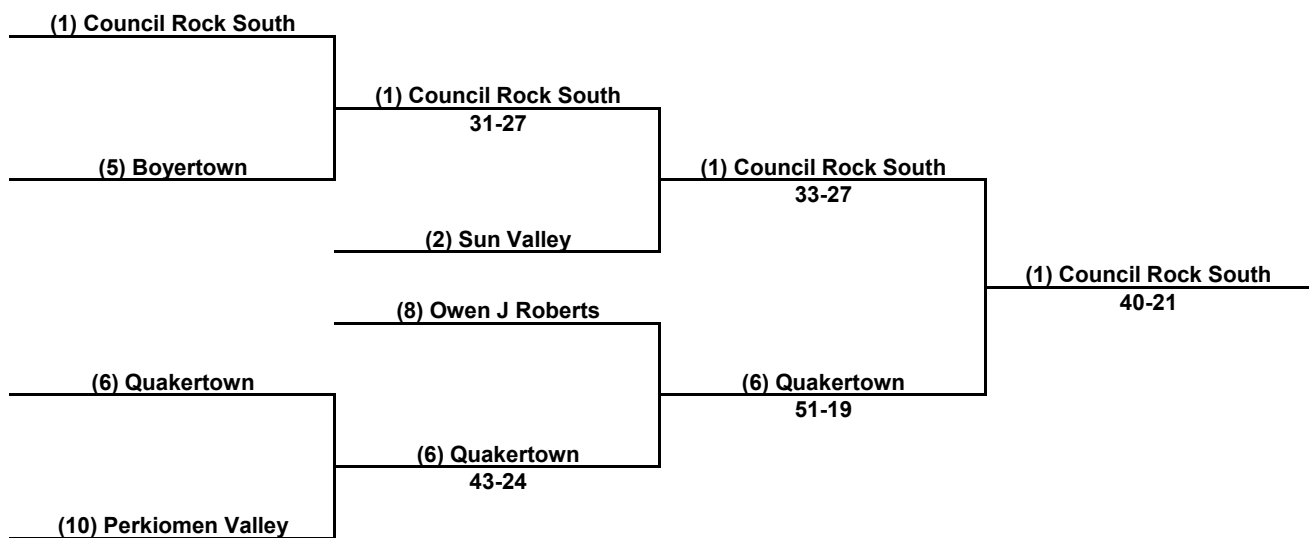 (1) Council Rock South
(1) Council Rock South
31-27
(5) Boyertown
(1) Council Rock South
33-27
(2) Sun Valley
(1) Council Rock South
40-21
(8) Owen J Roberts
(6) Quakertown
(6) Quakertown
51-19
(6) Quakertown
43-24
(10) Perkiomen Valley